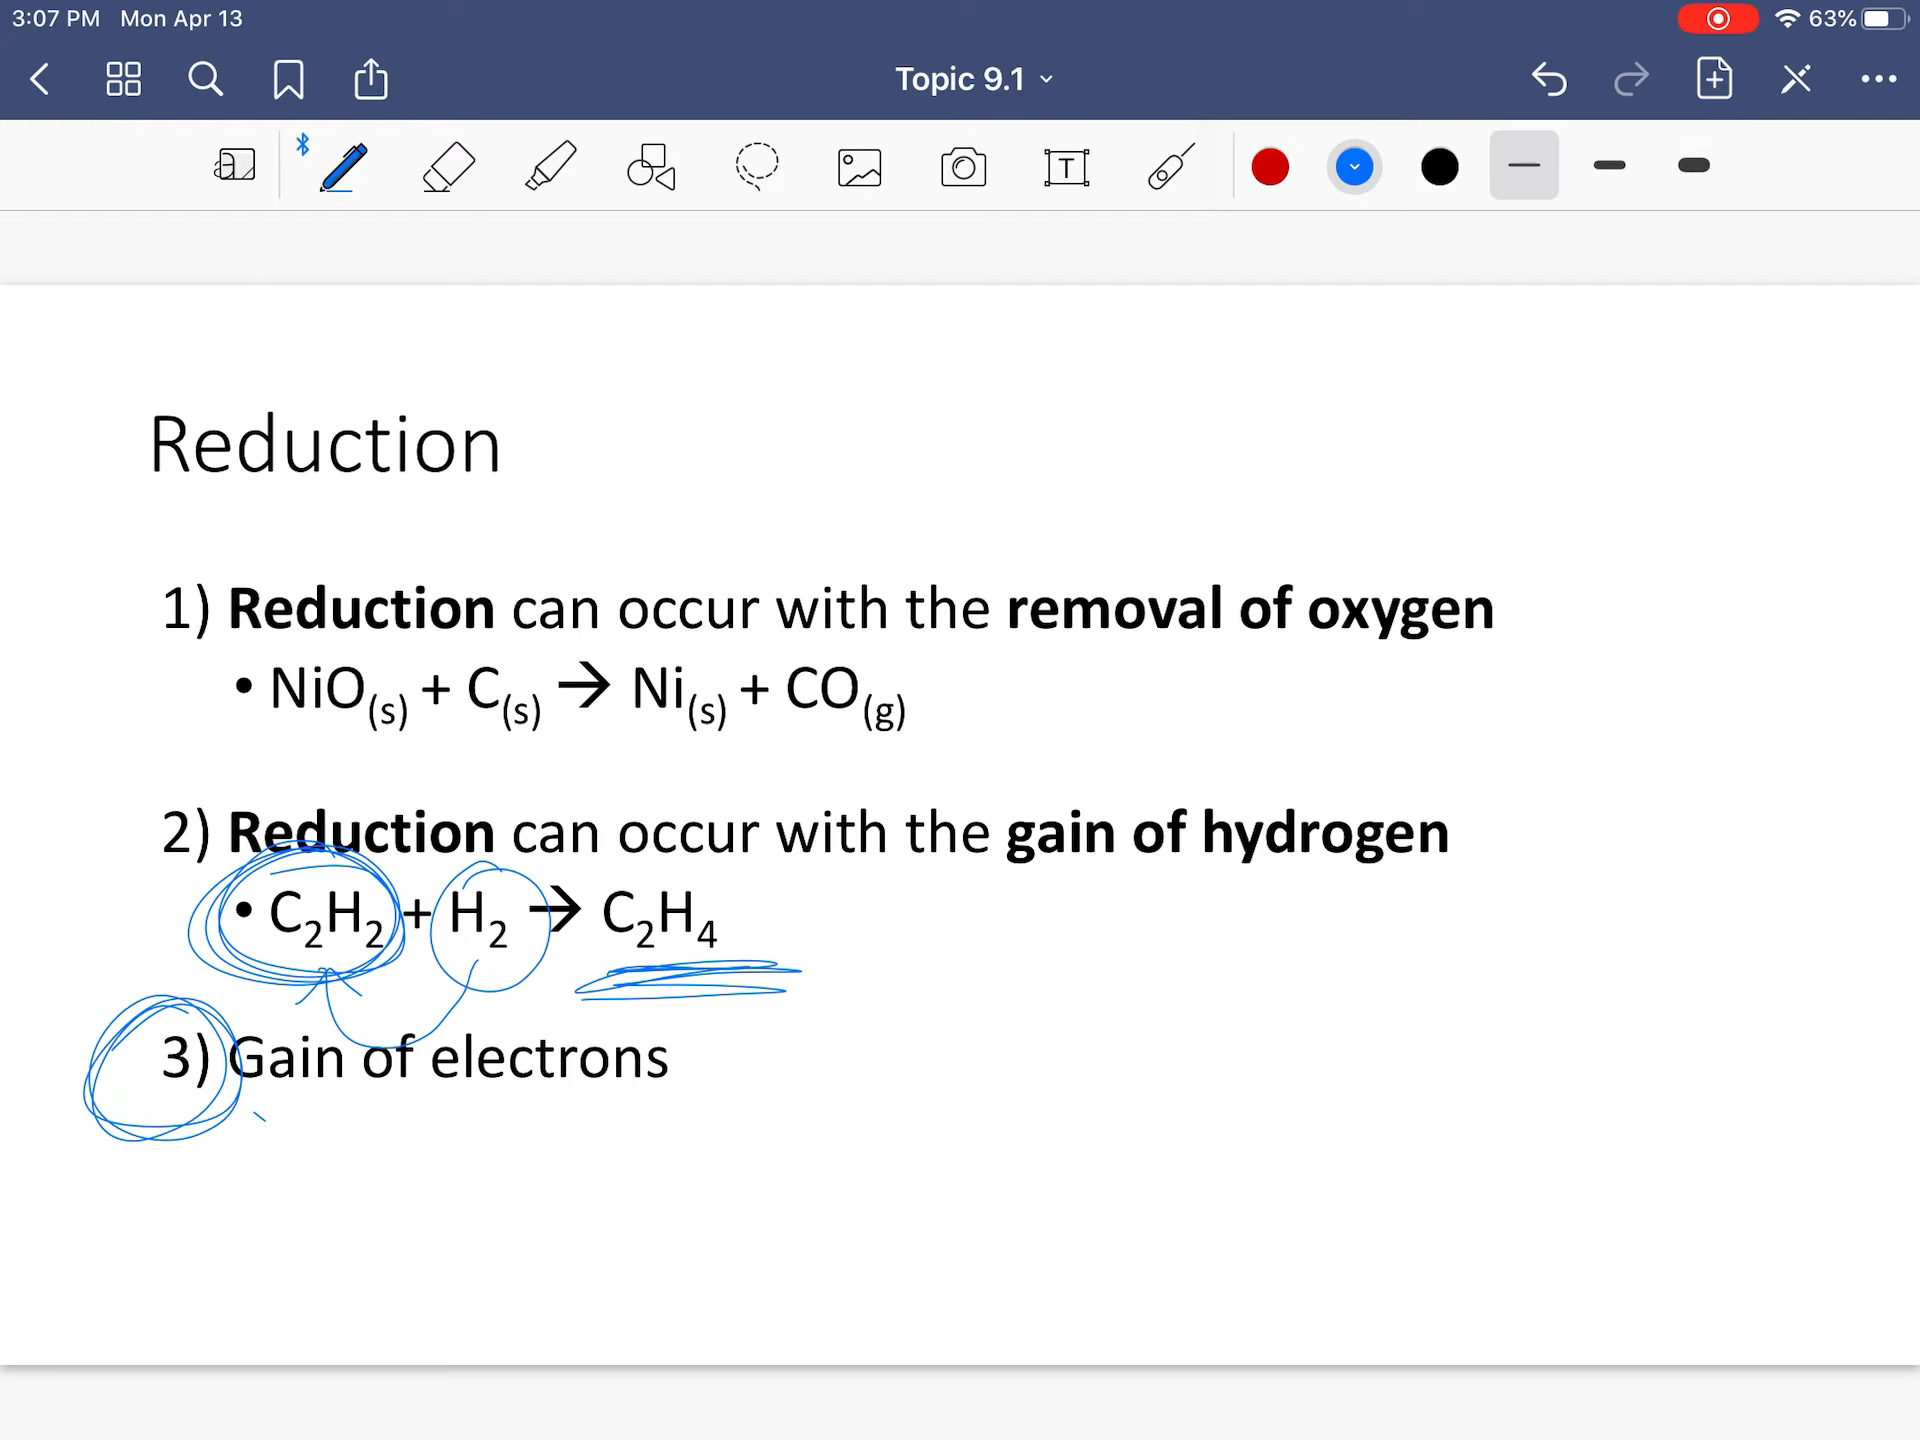 3:07 PM Mon Apr 13
63%
Topic 9.1
a
T
Reduction
1) Reduction can occur with the removal of oxygen
• NiO(s) + C(s) → Ni(s) + CO(g)
2) Reduction can occur with the gain of hydrogen
• C₂H₂ + H₂ → C₂H₄
3) Gain of electrons